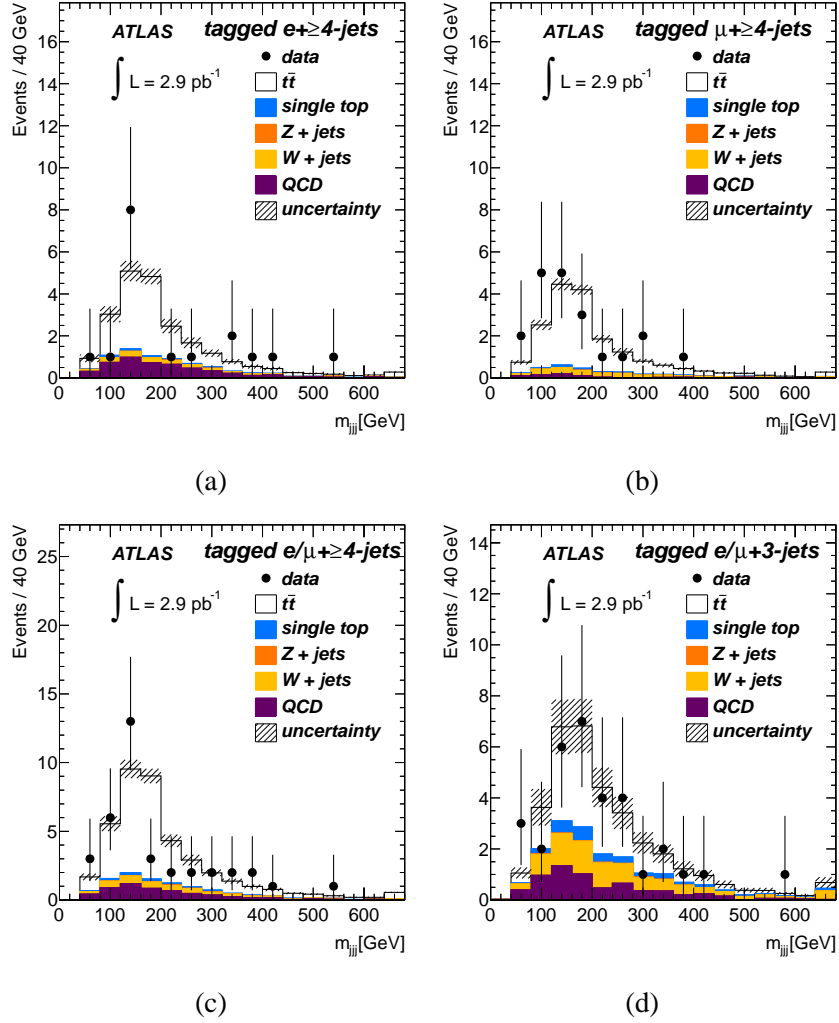 Events / 40 GeV
16
14
12
10
8
6
4
2
0
ATLAS
tagged e+≥4-jets
∫ L = 2.9 pb⁻¹
data
tt̄
single top
Z + jets
W + jets
QCD
uncertainty
0 100 200 300 400 500 600
m_jjj[GeV]
(a)
Events / 40 GeV
16
14
12
10
8
6
4
2
0
ATLAS
tagged μ+≥4-jets
∫ L = 2.9 pb⁻¹
data
tt̄
single top
Z + jets
W + jets
QCD
uncertainty
0 100 200 300 400 500 600
m_jjj[GeV]
(b)
Events / 40 GeV
25
20
15
10
5
0
ATLAS
tagged e/μ+≥4-jets
∫ L = 2.9 pb⁻¹
data
tt̄
single top
Z + jets
W + jets
QCD
uncertainty
0 100 200 300 400 500 600
m_jjj[GeV]
(c)
Events / 40 GeV
14
12
10
8
6
4
2
0
ATLAS
tagged e/μ+3-jets
∫ L = 2.9 pb⁻¹
data
tt̄
single top
Z + jets
W + jets
QCD
uncertainty
0 100 200 300 400 500 600
m_jjj[GeV]
(d)